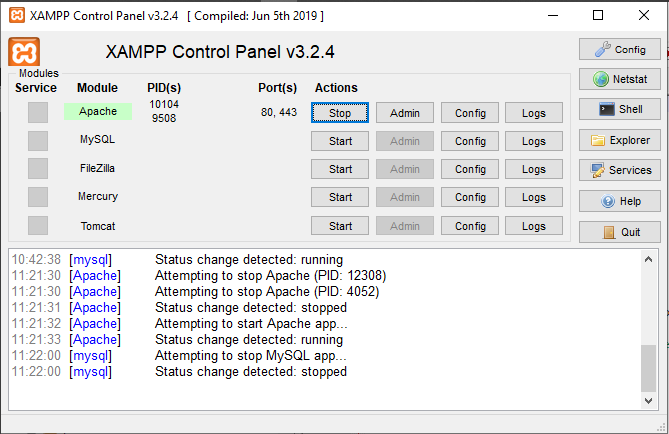 XAMPP Control Panel v3.2.4 [ Compiled: Jun 5th 2019 ]
XAMPP Control Panel v3.2.4
Config
Modules
Service Module PID(s) Port(s) Actions
Netstat
Apache 10104 9508 80, 443 Stop Admin Config Logs
Shell
MySQL Start Admin Config Logs
Explorer
FileZilla Start Admin Config Logs
Services
Mercury Start Admin Config Logs
Help
Tomcat Start Admin Config Logs
Quit
10:42:38 [mysql] Status change detected: running
11:21:30 [Apache] Attempting to stop Apache (PID: 12308)
11:21:30 [Apache] Attempting to stop Apache (PID: 4052)
11:21:31 [Apache] Status change detected: stopped
11:21:32 [Apache] Attempting to start Apache app...
11:21:33 [Apache] Status change detected: running
11:22:00 [mysql] Attempting to stop MySQL app...
11:22:00 [mysql] Status change detected: stopped